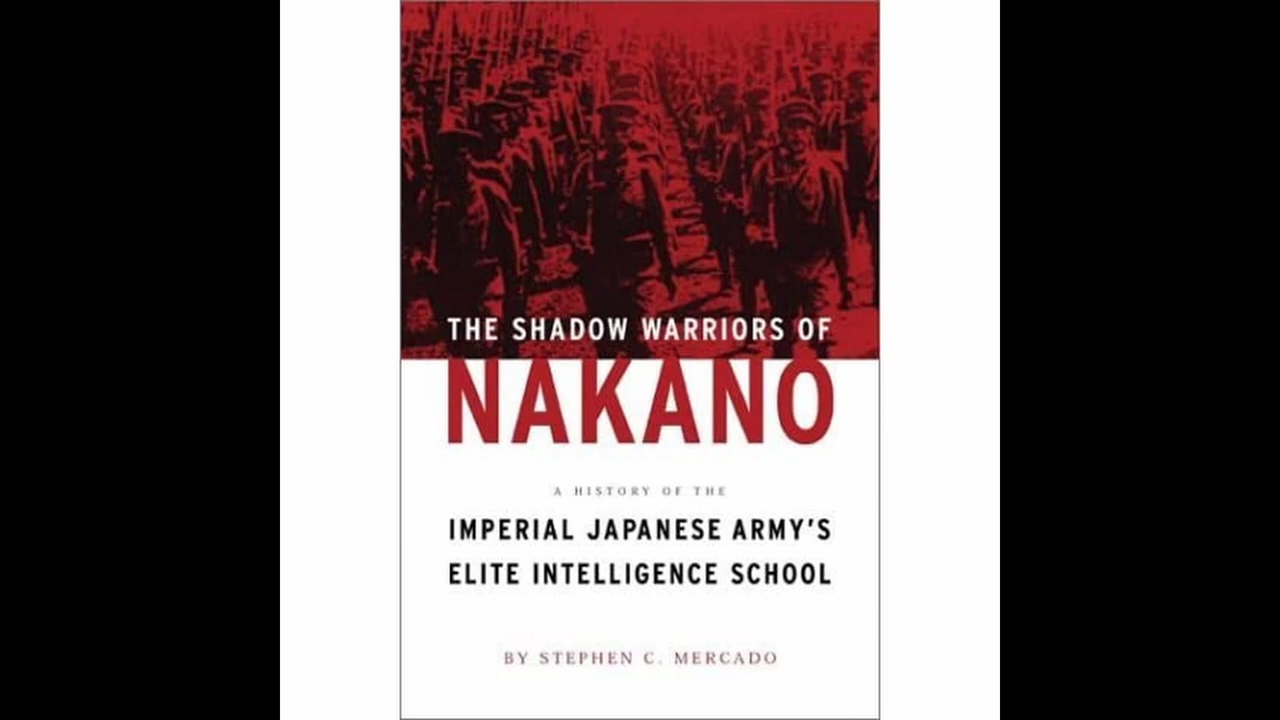 THE SHADOW WARRIORS OF
NAKANO
A HISTORY OF THE
IMPERIAL JAPANESE ARMY'S
ELITE INTELLIGENCE SCHOOL
BY STEPHEN C. MERCADO